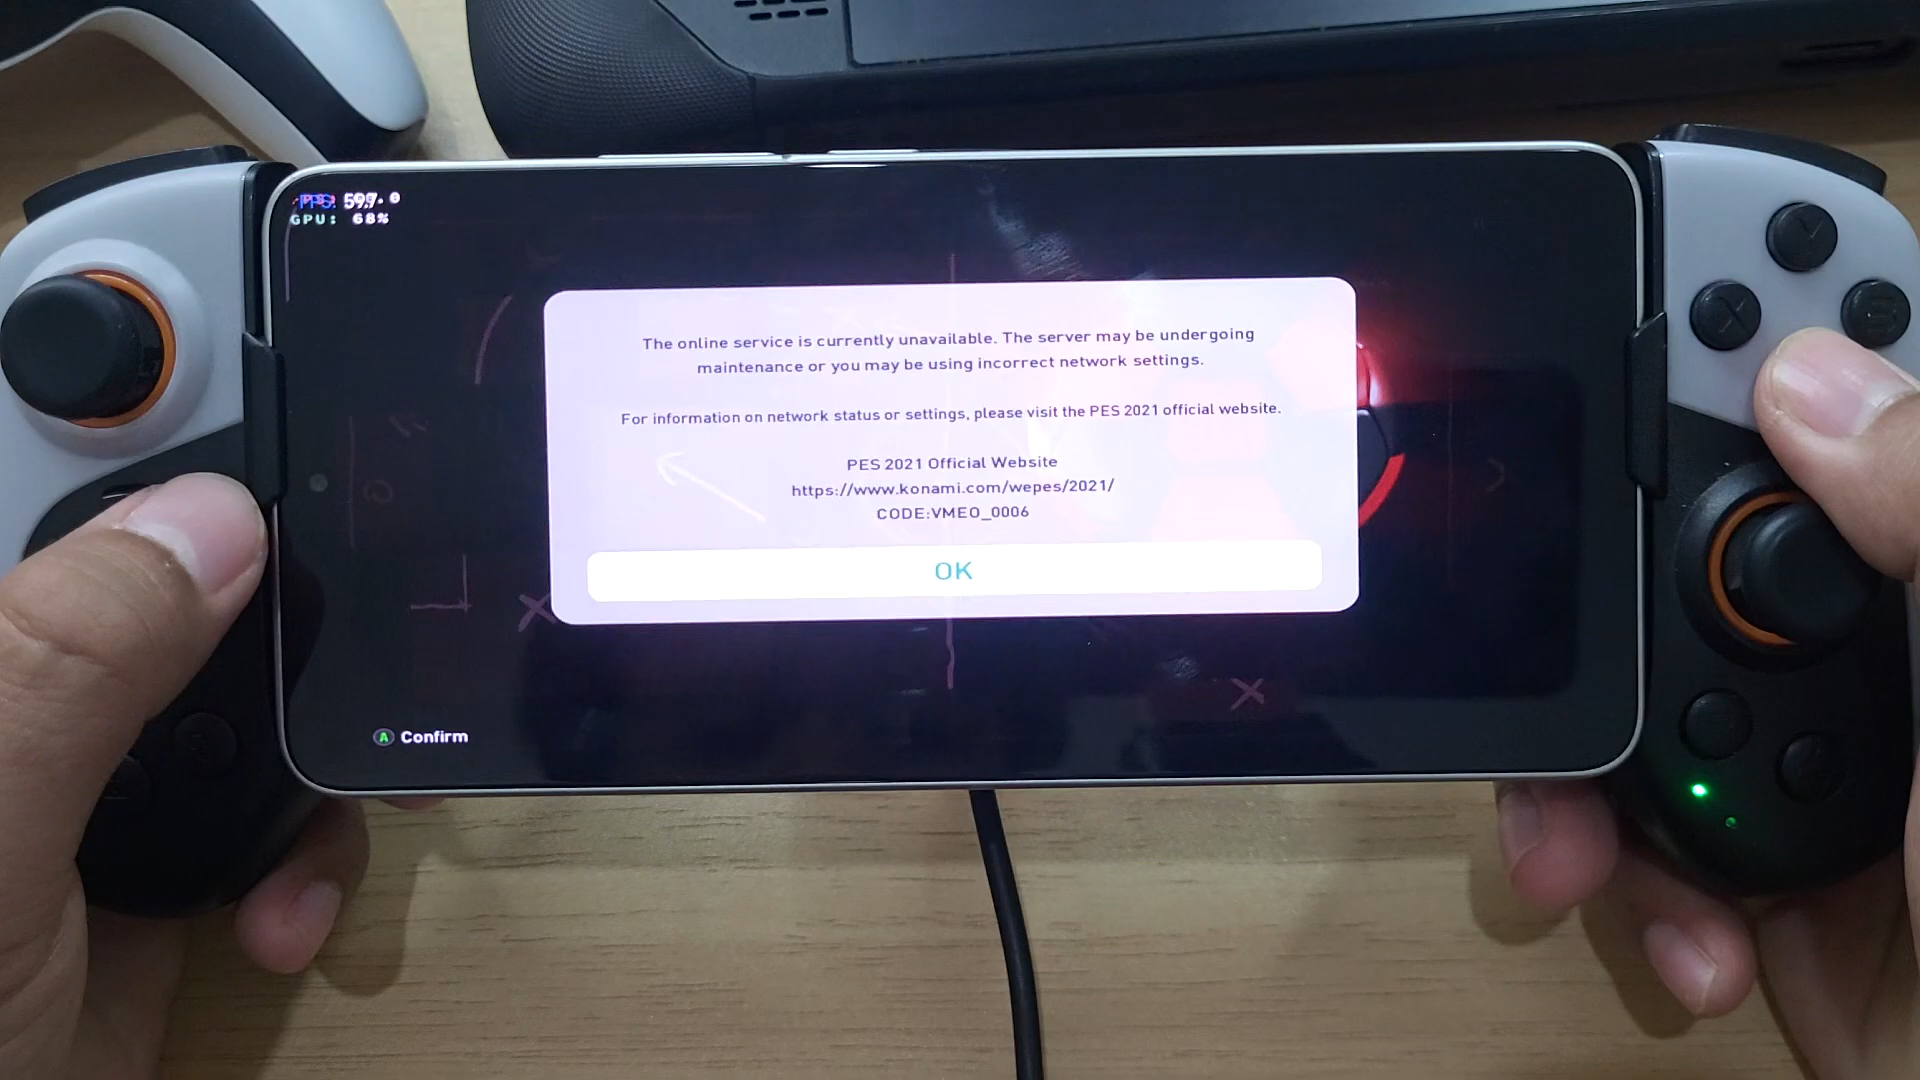 GPU: 68%
The online service is currently unavailable. The server may be undergoing
maintenance or you may be using incorrect network settings.
For information on network status or settings, please visit the PES 2021 official website.
PES 2021 Official Website
https://www.konami.com/wepes/2021/
CODE:VMEO_0006
OK
A Confirm
Y
X